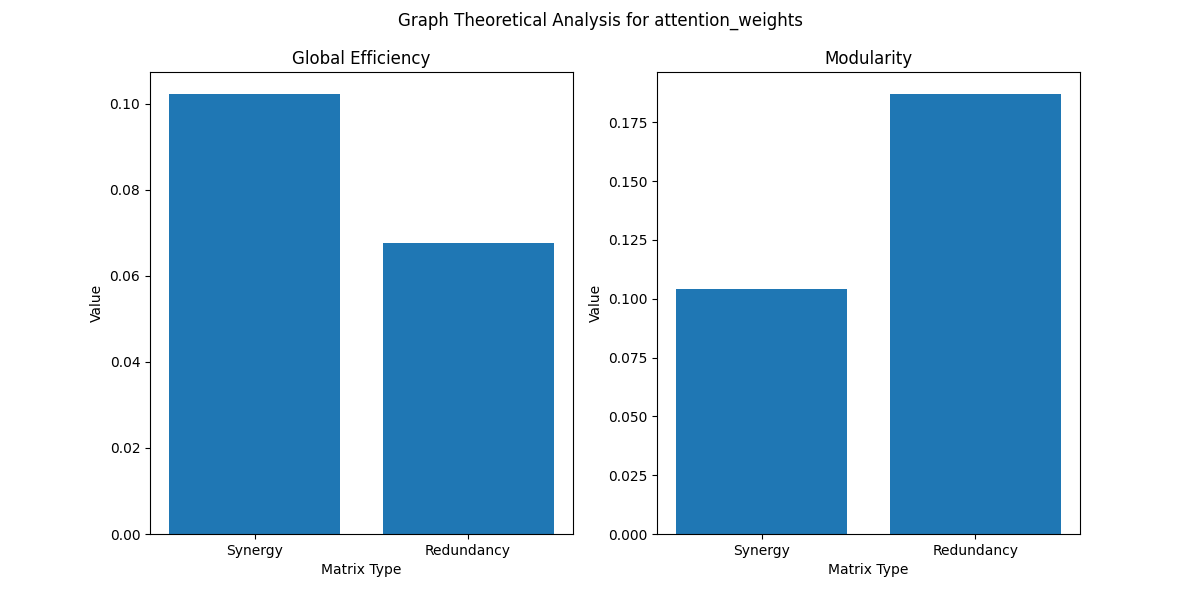 Graph Theoretical Analysis for attention_weights
Global Efficiency
0.10
0.08
0.06
0.04
0.02
0.00
Value
Synergy
Redundancy
Matrix Type
Modularity
0.175
0.150
0.125
0.100
0.075
0.050
0.025
0.000
Value
Synergy
Redundancy
Matrix Type